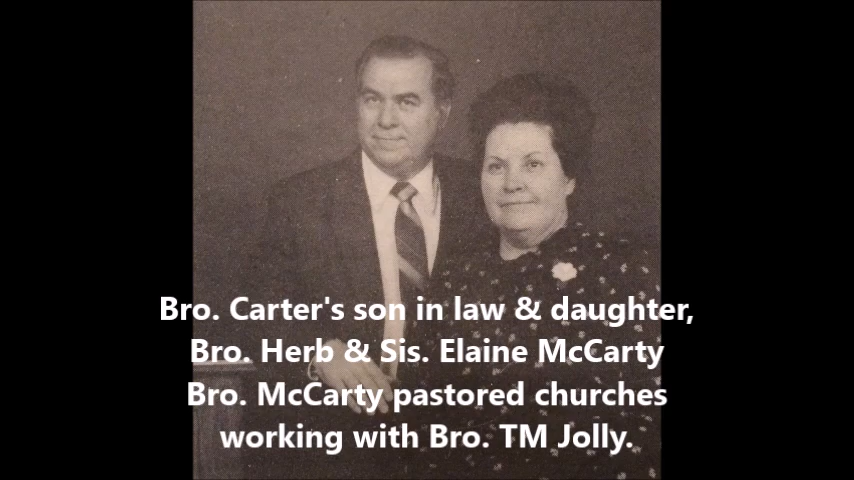 Bro. Carter's son in law & daughter,
Bro. Herb & Sis. Elaine McCarty
Bro. McCarty pastored churches
working with Bro. TM Jolly.